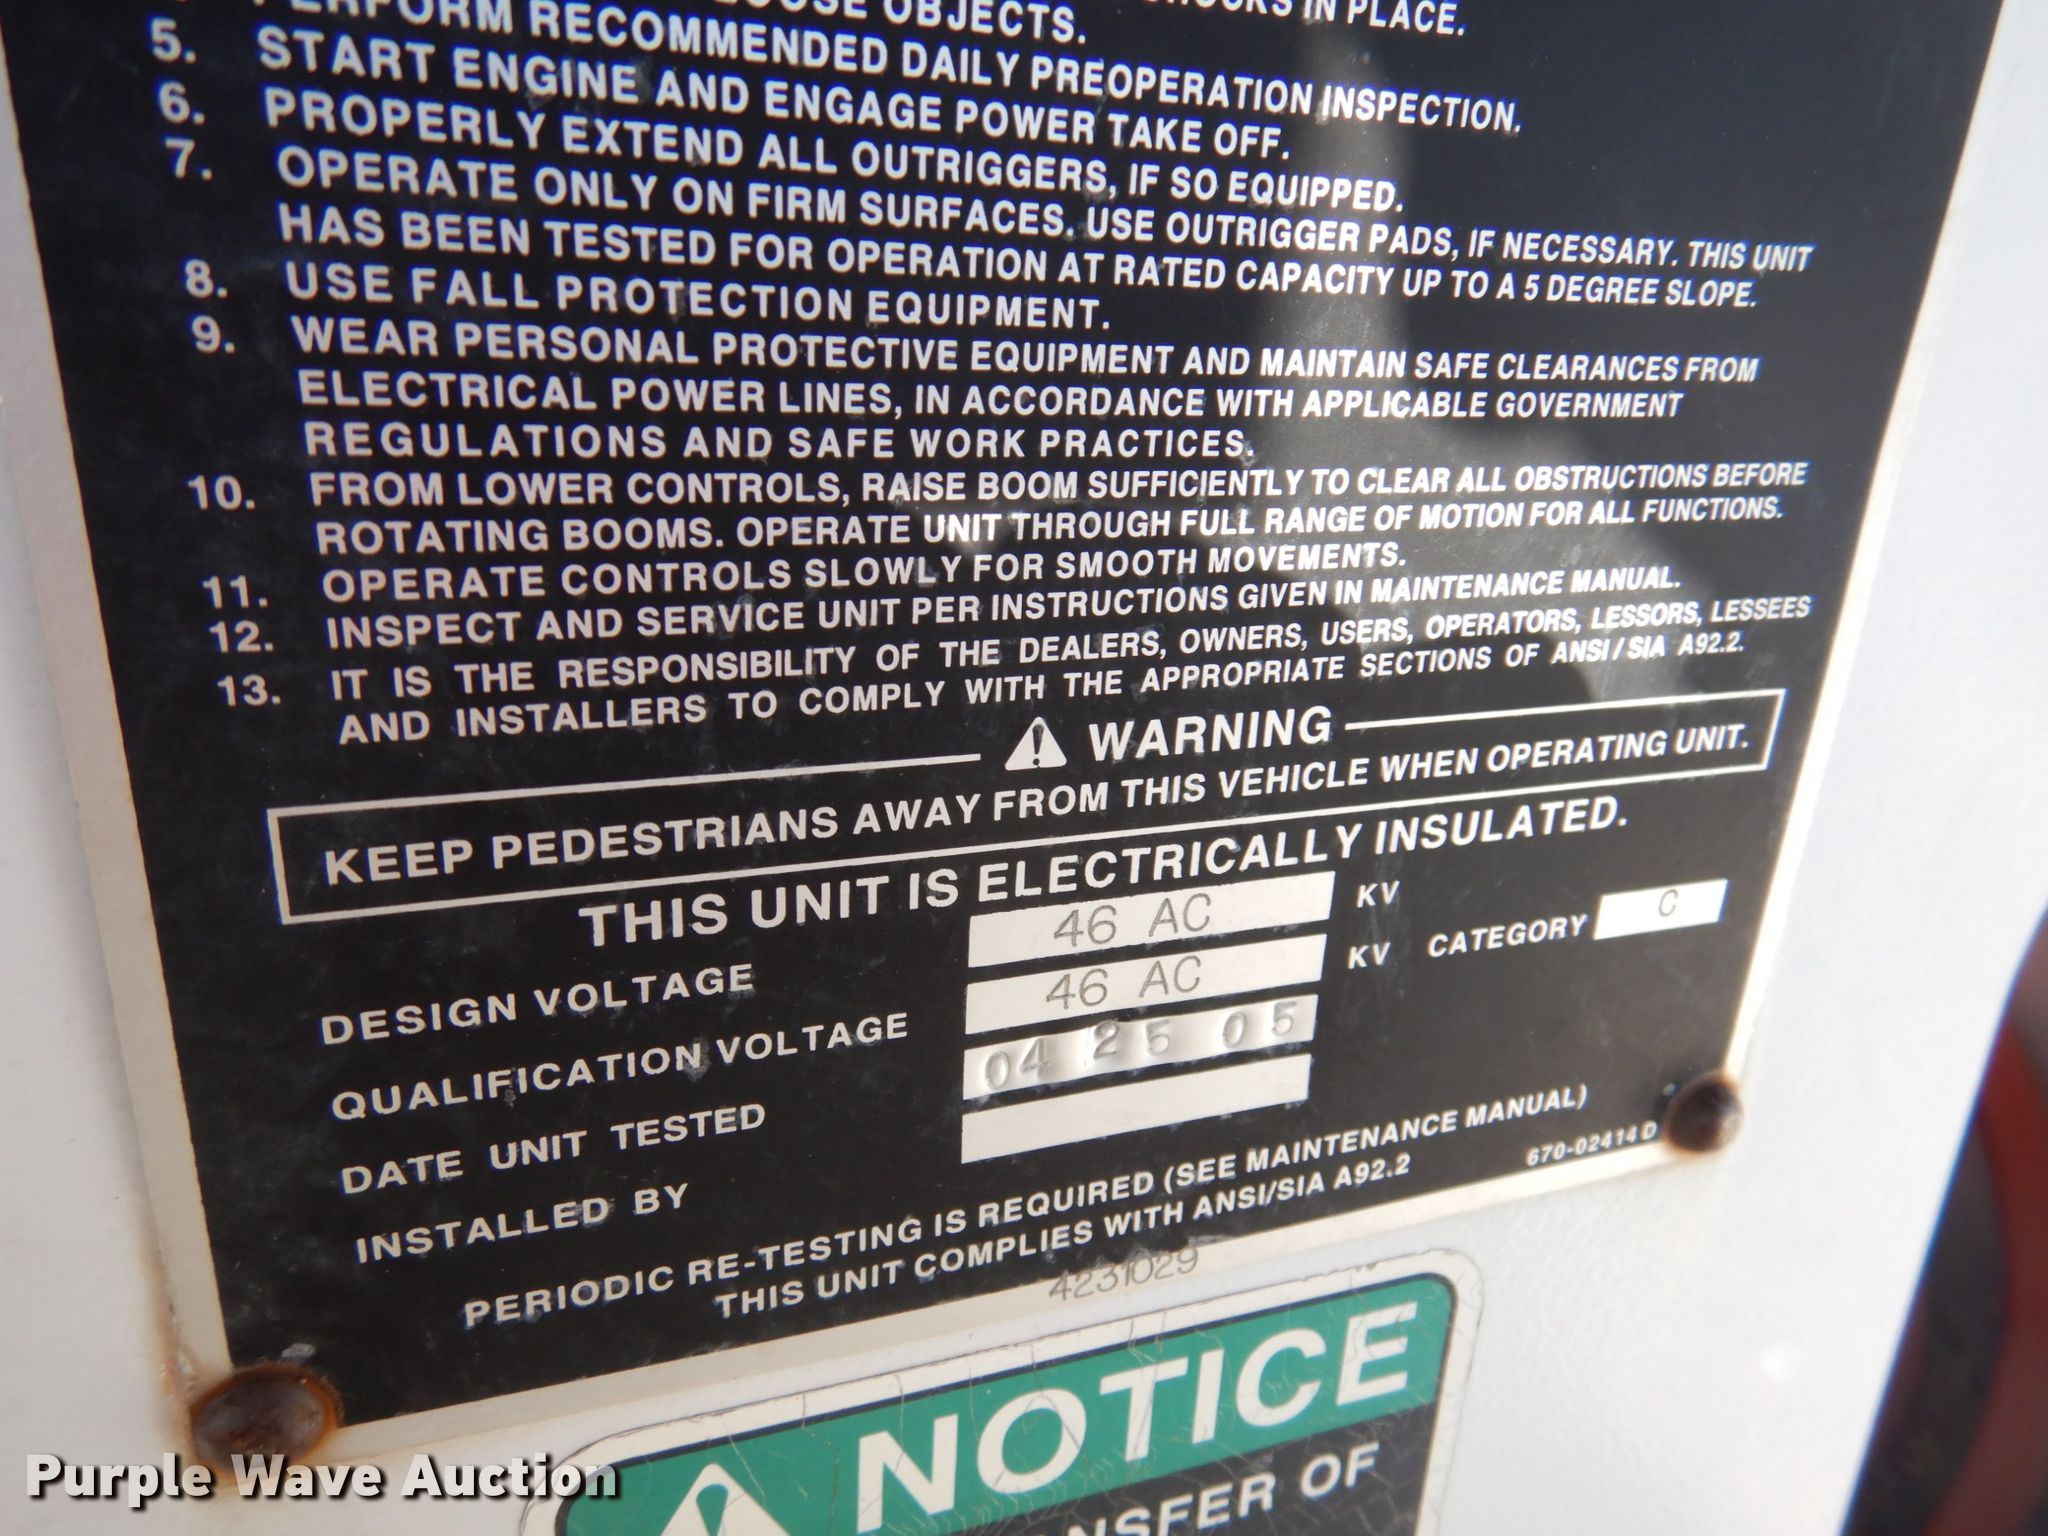 LOOSE OBJECTS.
IN PLACE.
PERFORM RECOMMENDED DAILY PREOPERATION INSPECTION.
5. START ENGINE AND ENGAGE POWER TAKE OFF.
6. PROPERLY EXTEND ALL OUTRIGGERS, IF SO EQUIPPED.
7. OPERATE ONLY ON FIRM SURFACES. USE OUTRIGGER PADS, IF NECESSARY. THIS UNIT
HAS BEEN TESTED FOR OPERATION AT RATED CAPACITY UP TO A 5 DEGREE SLOPE.
8. USE FALL PROTECTION EQUIPMENT.
9. WEAR PERSONAL PROTECTIVE EQUIPMENT AND MAINTAIN SAFE CLEARANCES FROM
ELECTRICAL POWER LINES, IN ACCORDANCE WITH APPLICABLE GOVERNMENT
REGULATIONS AND SAFE WORK PRACTICES.
10. FROM LOWER CONTROLS, RAISE BOOM SUFFICIENTLY TO CLEAR ALL OBSTRUCTIONS BEFORE
ROTATING BOOMS. OPERATE UNIT THROUGH FULL RANGE OF MOTION FOR ALL FUNCTIONS.
11. OPERATE CONTROLS SLOWLY FOR SMOOTH MOVEMENTS.
12. INSPECT AND SERVICE UNIT PER INSTRUCTIONS GIVEN IN MAINTENANCE MANUAL.
13. IT IS THE RESPONSIBILITY OF THE DEALERS, OWNERS, USERS, OPERATORS, LESSORS, LESSEES
AND INSTALLERS TO COMPLY WITH THE APPROPRIATE SECTIONS OF ANSI/SIA A92.2.
WARNING
KEEP PEDESTRIANS AWAY FROM THIS VEHICLE WHEN OPERATING UNIT.
THIS UNIT IS ELECTRICALLY INSULATED.
DESIGN VOLTAGE 46 AC KV
QUALIFICATION VOLTAGE 46 AC KV CATEGORY C
DATE UNIT TESTED 04 25 05
INSTALLED BY
PERIODIC RE-TESTING IS REQUIRED (SEE MAINTENANCE MANUAL)
THIS UNIT COMPLIES WITH ANSI/SIA A92.2
670-02414D
4231029
NOTICE
OF
Purple Wave Auction